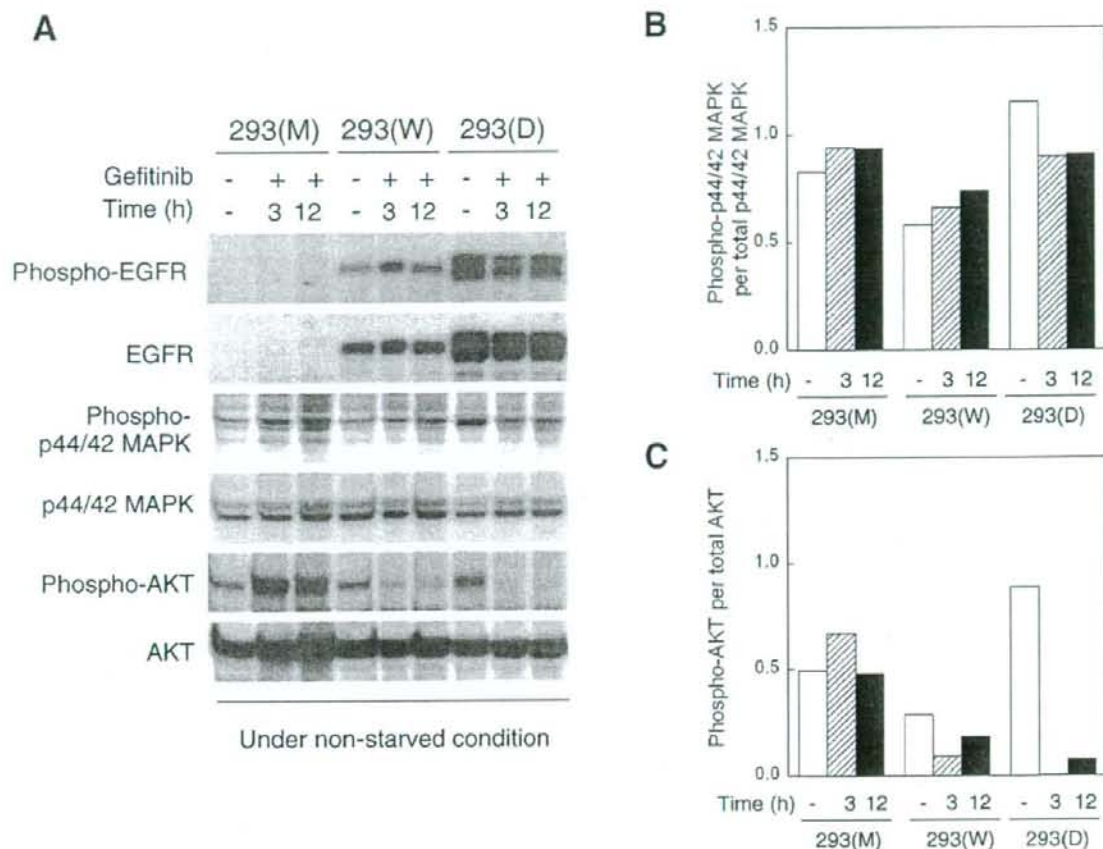 A
293(M) 293(W) 293(D)
Gefitinib - + + - + + - + +
Time (h) - 3 12 - 3 12 - 3 12
Phospho-EGFR
EGFR
Phospho-
p44/42 MAPK
p44/42 MAPK
Phospho-AKT
AKT
Under non-starved condition
B
Phospho-p44/42 MAPK
per total p44/42 MAPK
1.5
1.0
0.5
0.0
Time (h) - 3 12 - 3 12 - 3 12
293(M) 293(W) 293(D)
C
Phospho-AKT per total AKT
1.5
1.0
0.5
0.0
Time (h) - 3 12 - 3 12 - 3 12
293(M) 293(W) 293(D)